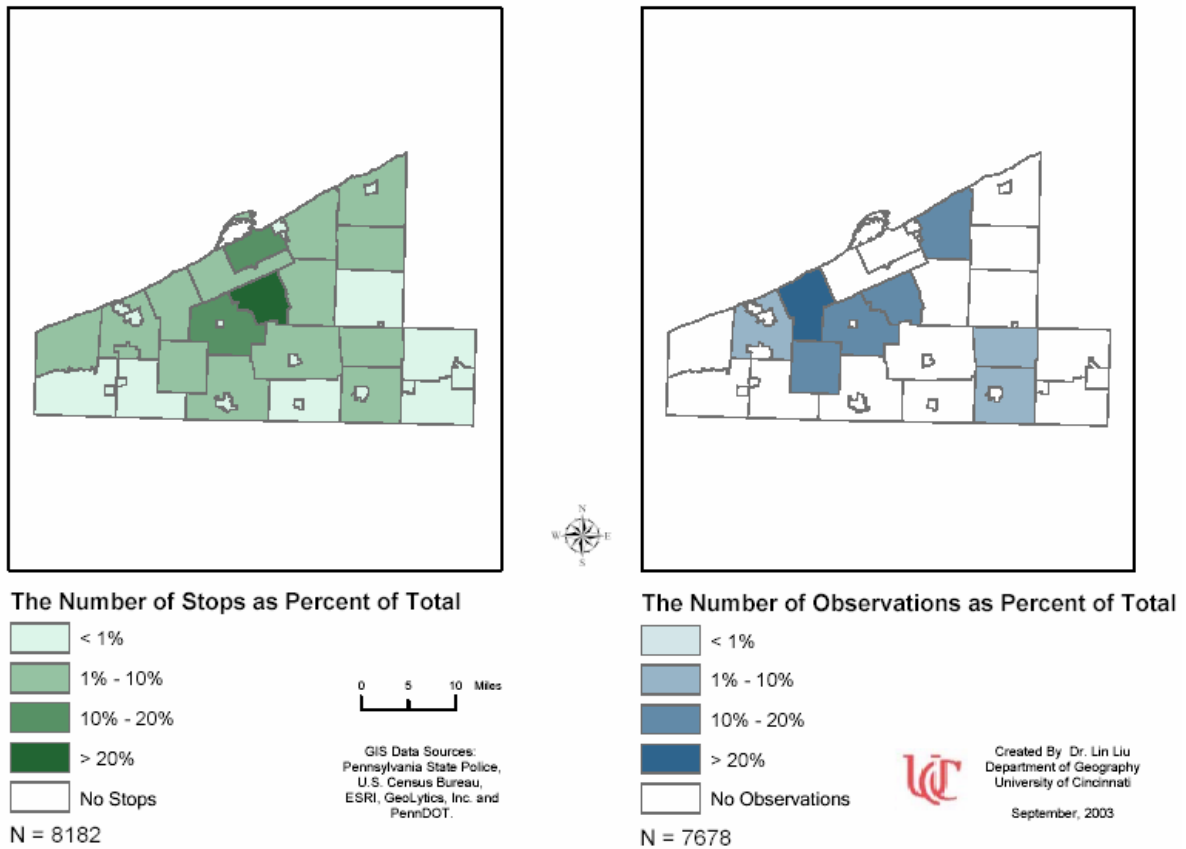 N
W
E
S
The Number of Stops as Percent of Total
< 1%
1% - 10%
10% - 20%
> 20%
No Stops
N = 8182
0 5 10 Miles
GIS Data Sources:
Pennsylvania State Police,
U.S. Census Bureau,
ESRI, GeoLytics, Inc. and
PennDOT.
The Number of Observations as Percent of Total
< 1%
1% - 10%
10% - 20%
> 20%
No Observations
N = 7678
UC
Created By Dr. Lin Liu
Department of Geography
University of Cincinnati
September, 2003